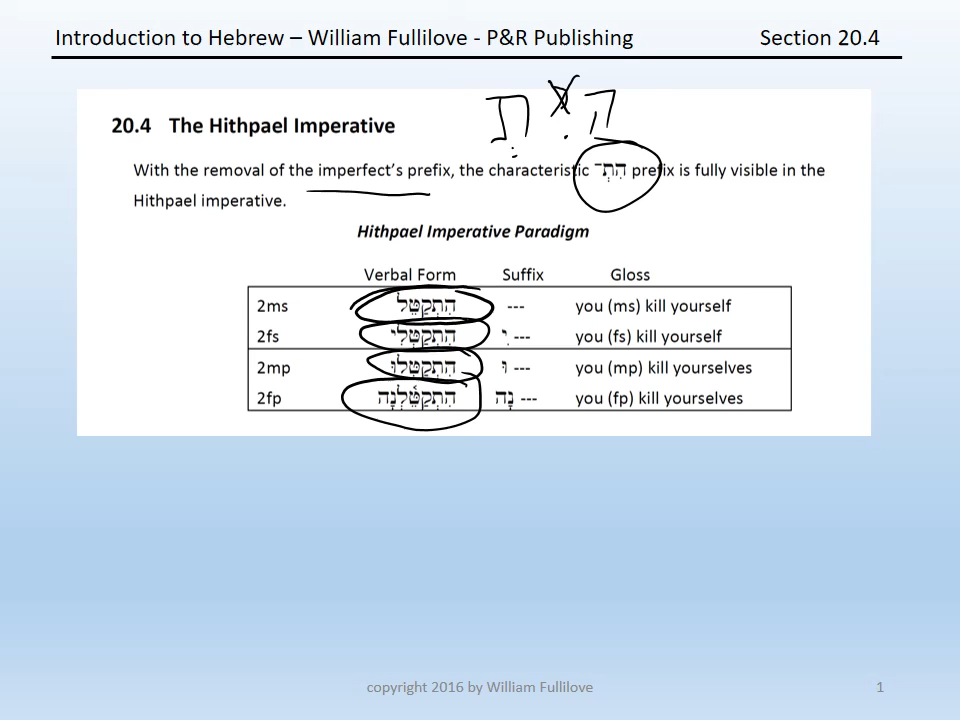 Introduction to Hebrew – William Fullilove - P&R Publishing Section 20.4
20.4 The Hithpael Imperative
With the removal of the imperfect’s prefix, the characteristic הִתְ־ prefix is fully visible in the
Hithpael imperative.
Hithpael Imperative Paradigm
Verbal Form Suffix Gloss
2ms הִתְקַטֵּל --- you (ms) kill yourself
2fs הִתְקַטְּלִי --- ִי you (fs) kill yourself
2mp הִתְקַטְּלוּ --- וּ you (mp) kill yourselves
2fp הִתְקַטֵּ֫לְנָה --- נָה you (fp) kill yourselves
copyright 2016 by William Fullilove 1